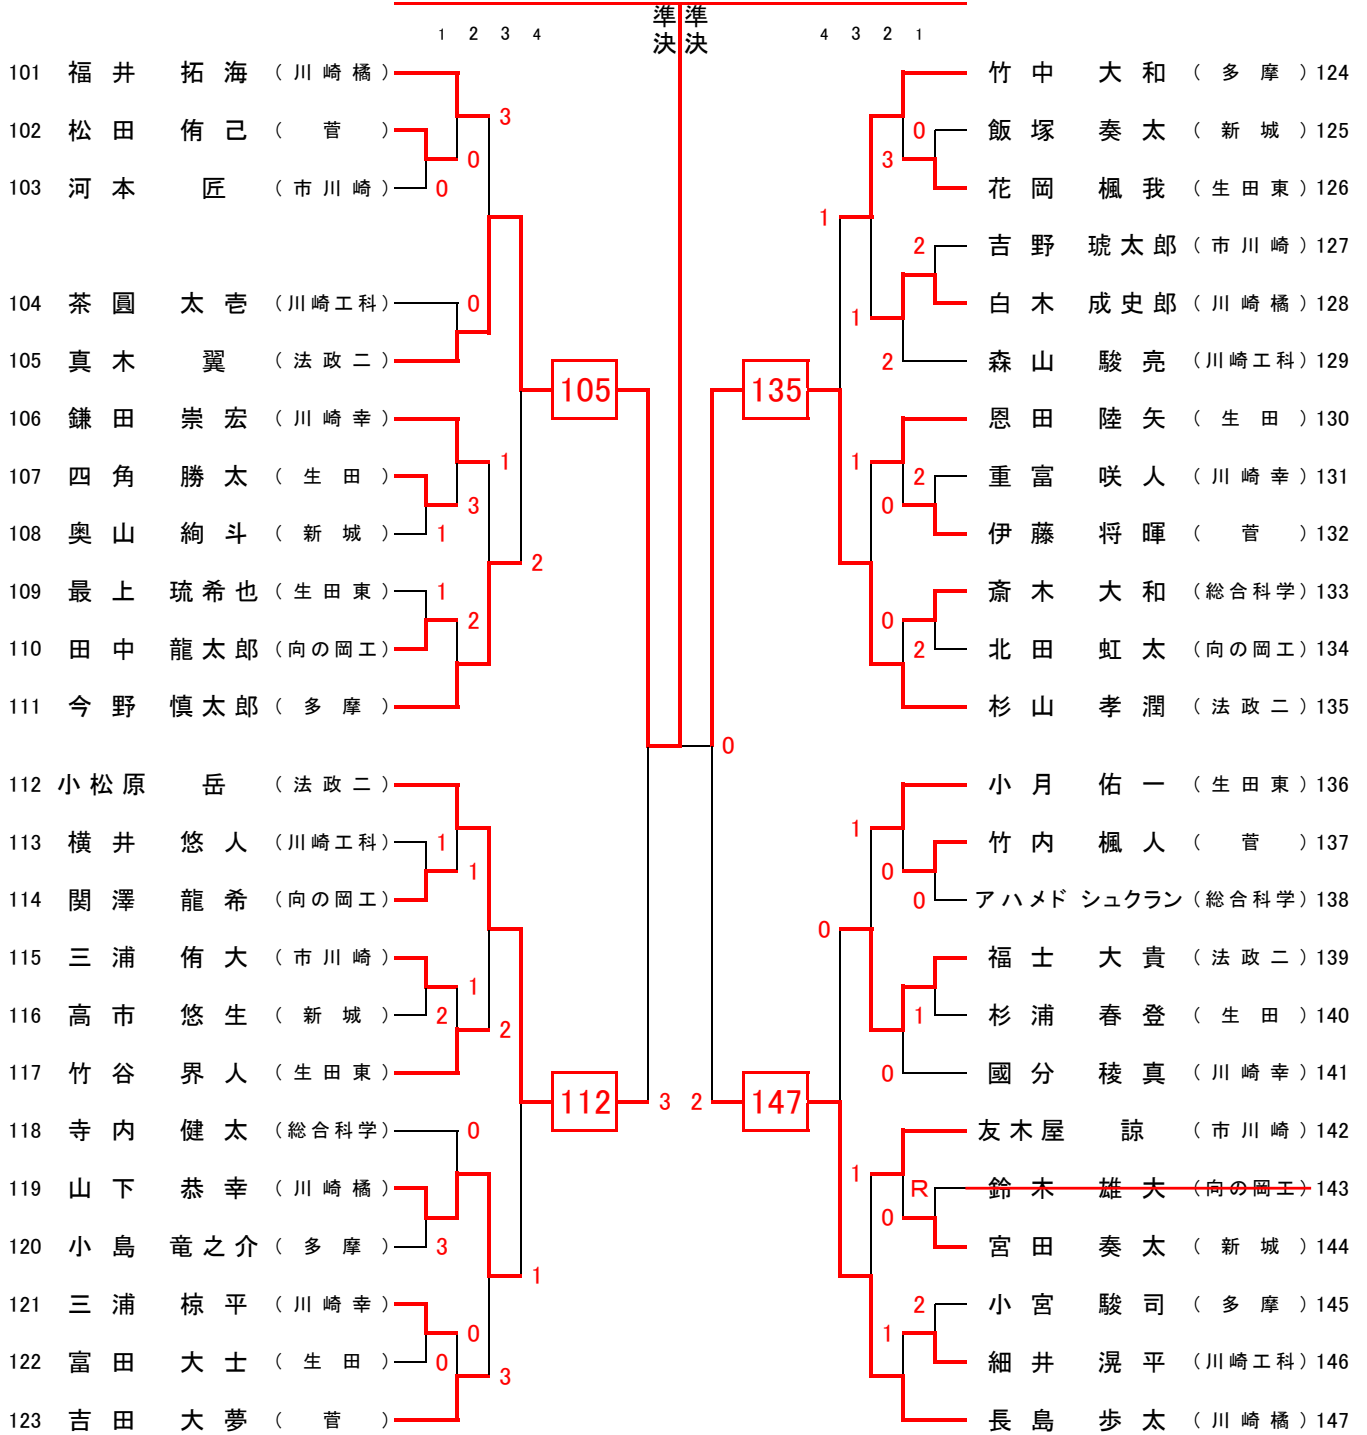 準決 準決
1 2 3 4 4 3 2 1
101 福井 拓海 (川崎橘) 竹中 大和 (多摩) 124
3
102 松田 侑己 (菅) 0 飯塚 奏太 (新城) 125
0 3
103 河本 匠 (市川崎) 0 花岡 楓我 (生田東) 126
1
2 吉野 琥太郎 (市川崎) 127
104 茶圓 太壱 (川崎工科) 0 白木 成史郎 (川崎橘) 128
1
105 真木 翼 (法政二) 2 森山 駿亮 (川崎工科) 129
105 135
106 鎌田 崇宏 (川崎幸) 恩田 陸矢 (生田) 130
1 1
107 四角 勝太 (生田) 2 重富 咲人 (川崎幸) 131
3 0
108 奥山 絢斗 (新城) 1 伊藤 将暉 (菅) 132
2
109 最上 琉希也 (生田東) 1 斎木 大和 (総合科学) 133
2 0
110 田中 龍太郎 (向の岡工) 2 北田 虹太 (向の岡工) 134
111 今野 慎太郎 (多摩) 杉山 孝潤 (法政二) 135
0
112 小松原 岳 (法政二) 小月 佑一 (生田東) 136
1
113 横井 悠人 (川崎工科) 1 竹内 楓人 (菅) 137
1 0
114 関澤 龍希 (向の岡工) 0 アハメド シュクラン (総合科学) 138
0
115 三浦 侑大 (市川崎) 福士 大貴 (法政二) 139
1
116 高市 悠生 (新城) 2 1 杉浦 春登 (生田) 140
2
117 竹谷 界人 (生田東) 0 國分 稜真 (川崎幸) 141
112 3 2 147
118 寺内 健太 (総合科学) 0 友木屋 諒 (市川崎) 142
1
119 山下 恭幸 (川崎橘) R 鈴木 雄大 (向の岡工) 143
0
120 小島 竜之介 (多摩) 3 宮田 奏太 (新城) 144
1
121 三浦 椋平 (川崎幸) 2 小宮 駿司 (多摩) 145
0 1
122 富田 大士 (生田) 0 細井 滉平 (川崎工科) 146
3
123 吉田 大夢 (菅) 長島 歩太 (川崎橘) 147